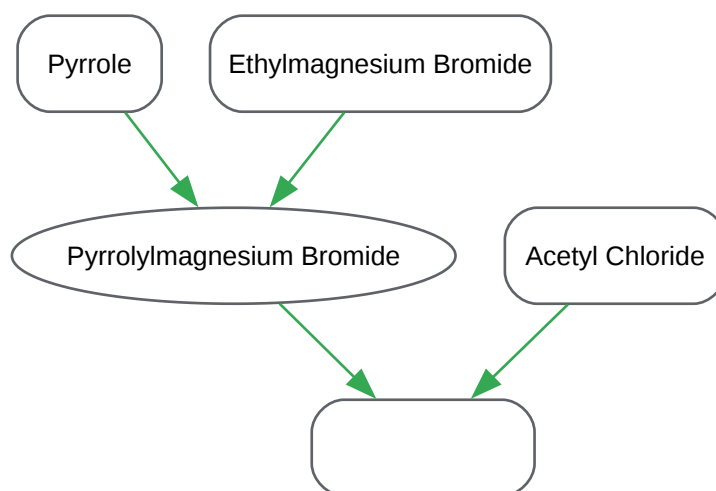 Pyrrole
Ethylmagnesium Bromide
Pyrrolylmagnesium Bromide
Acetyl Chloride